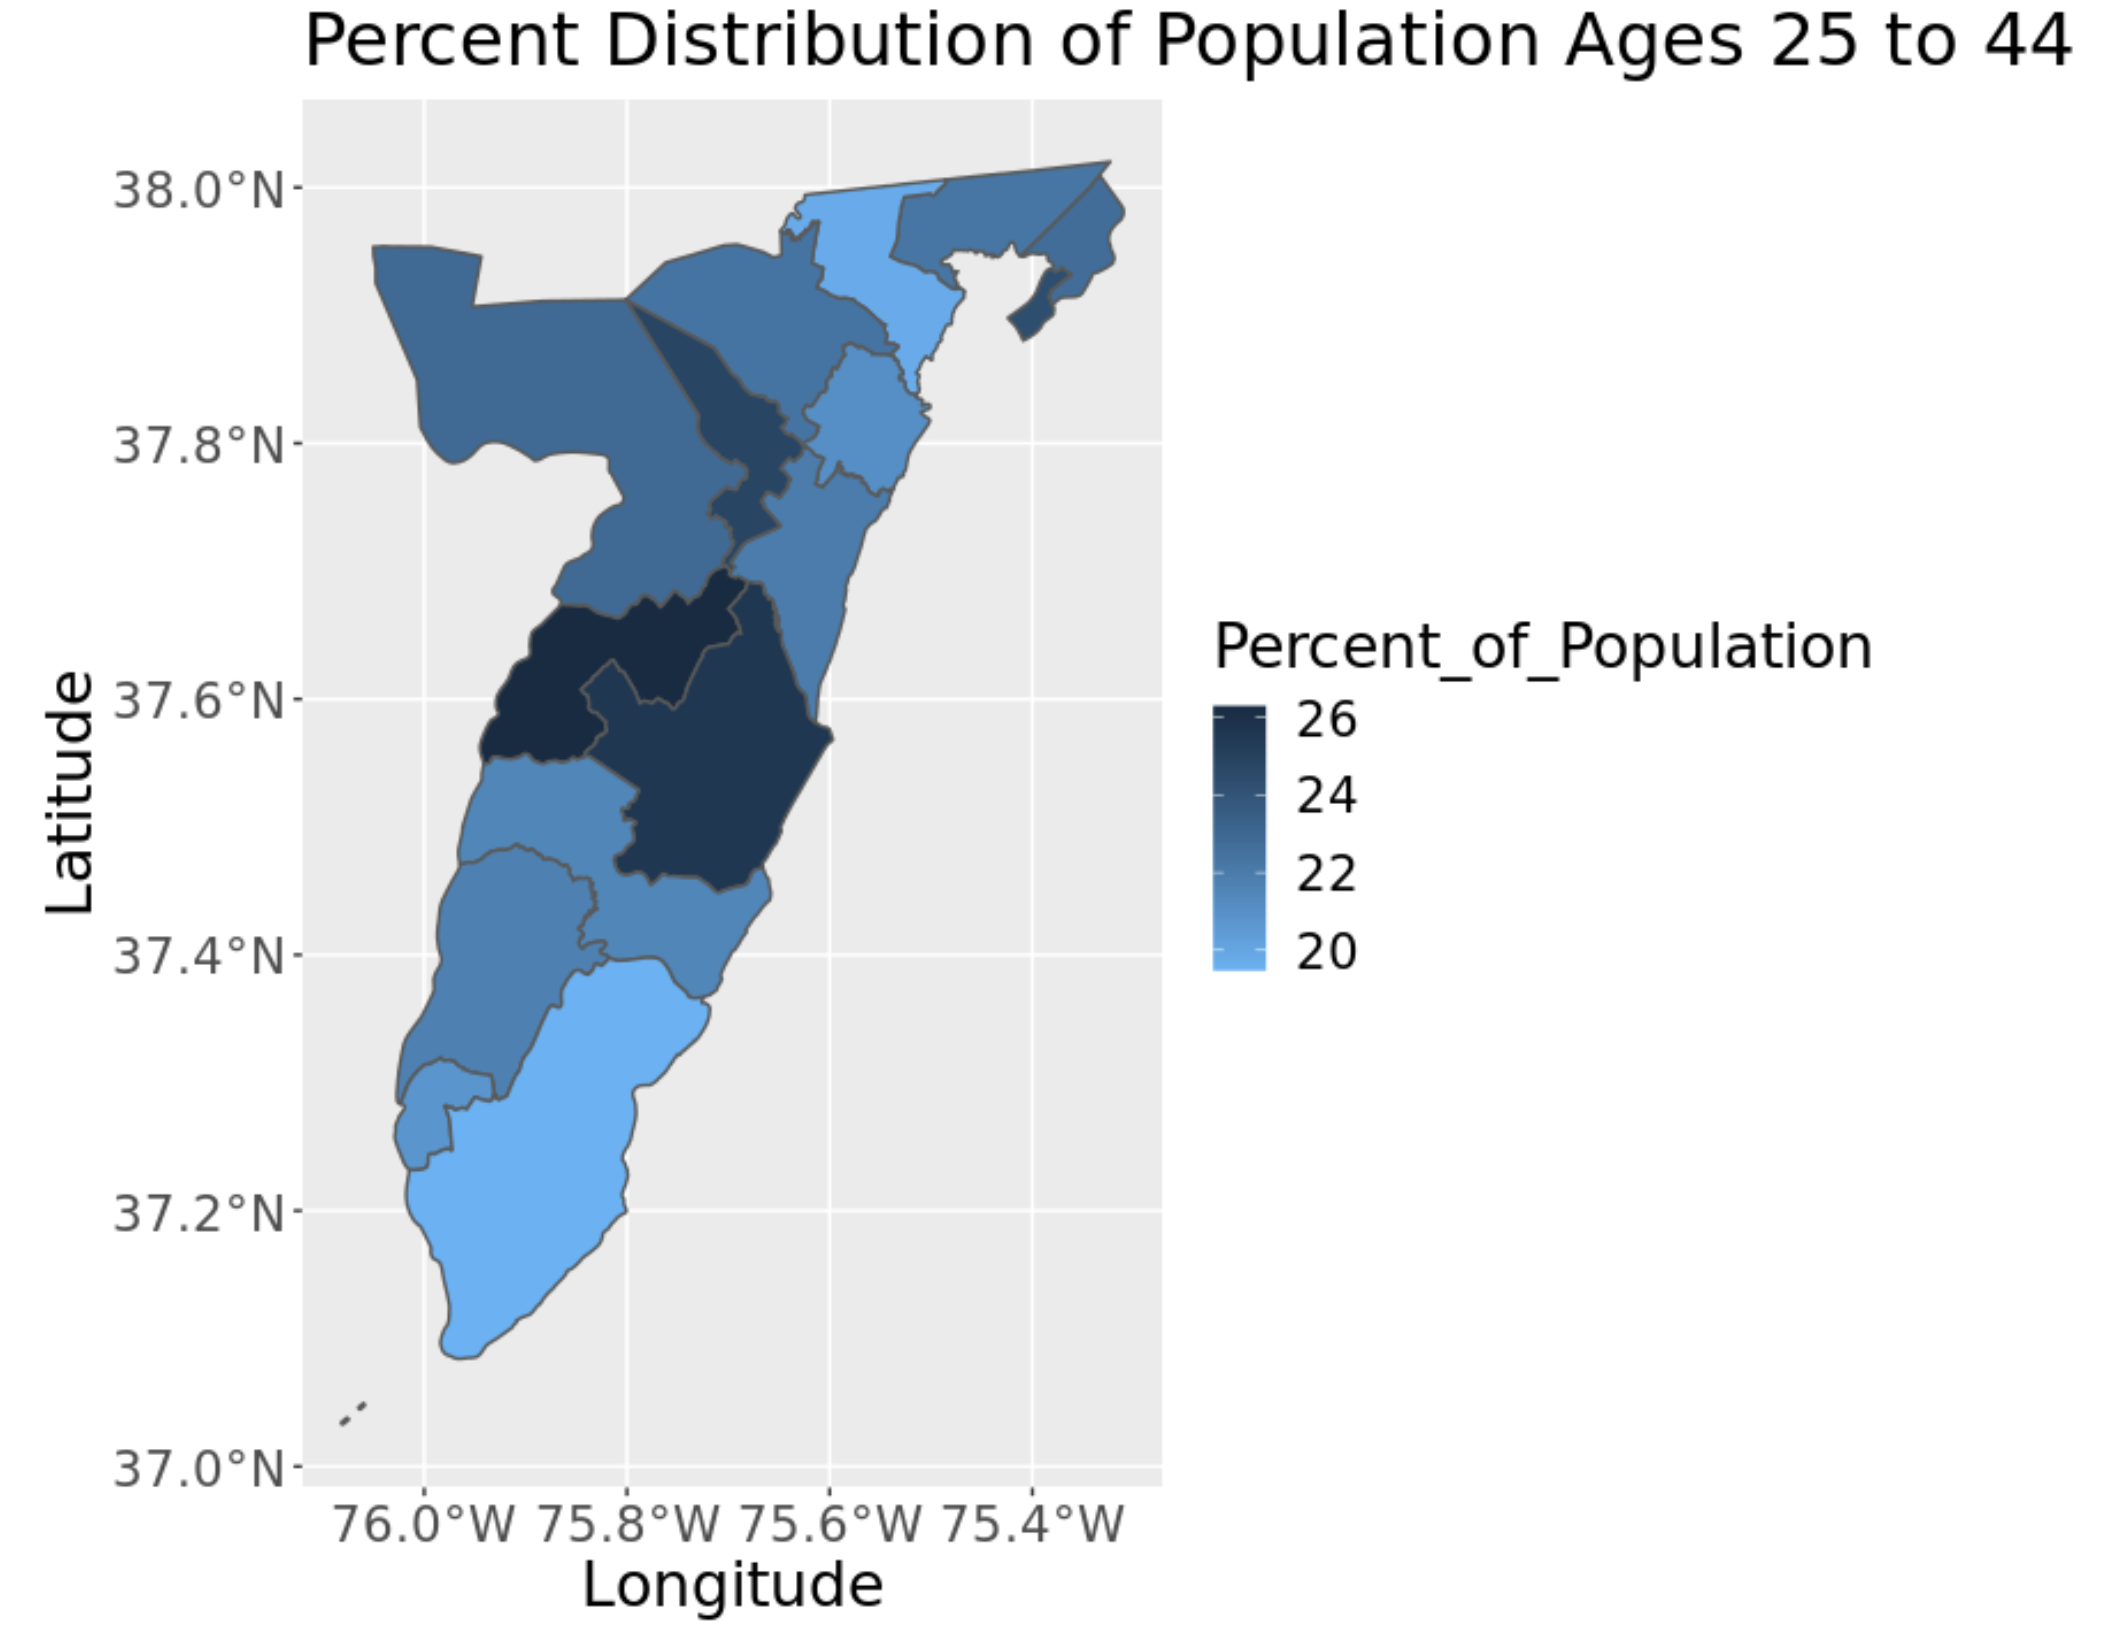 Percent Distribution of Population Ages 25 to 44
38.0°N
37.8°N
37.6°N
37.4°N
37.2°N
37.0°N
Latitude
76.0°W 75.8°W 75.6°W 75.4°W
Longitude
Percent_of_Population
26
24
22
20